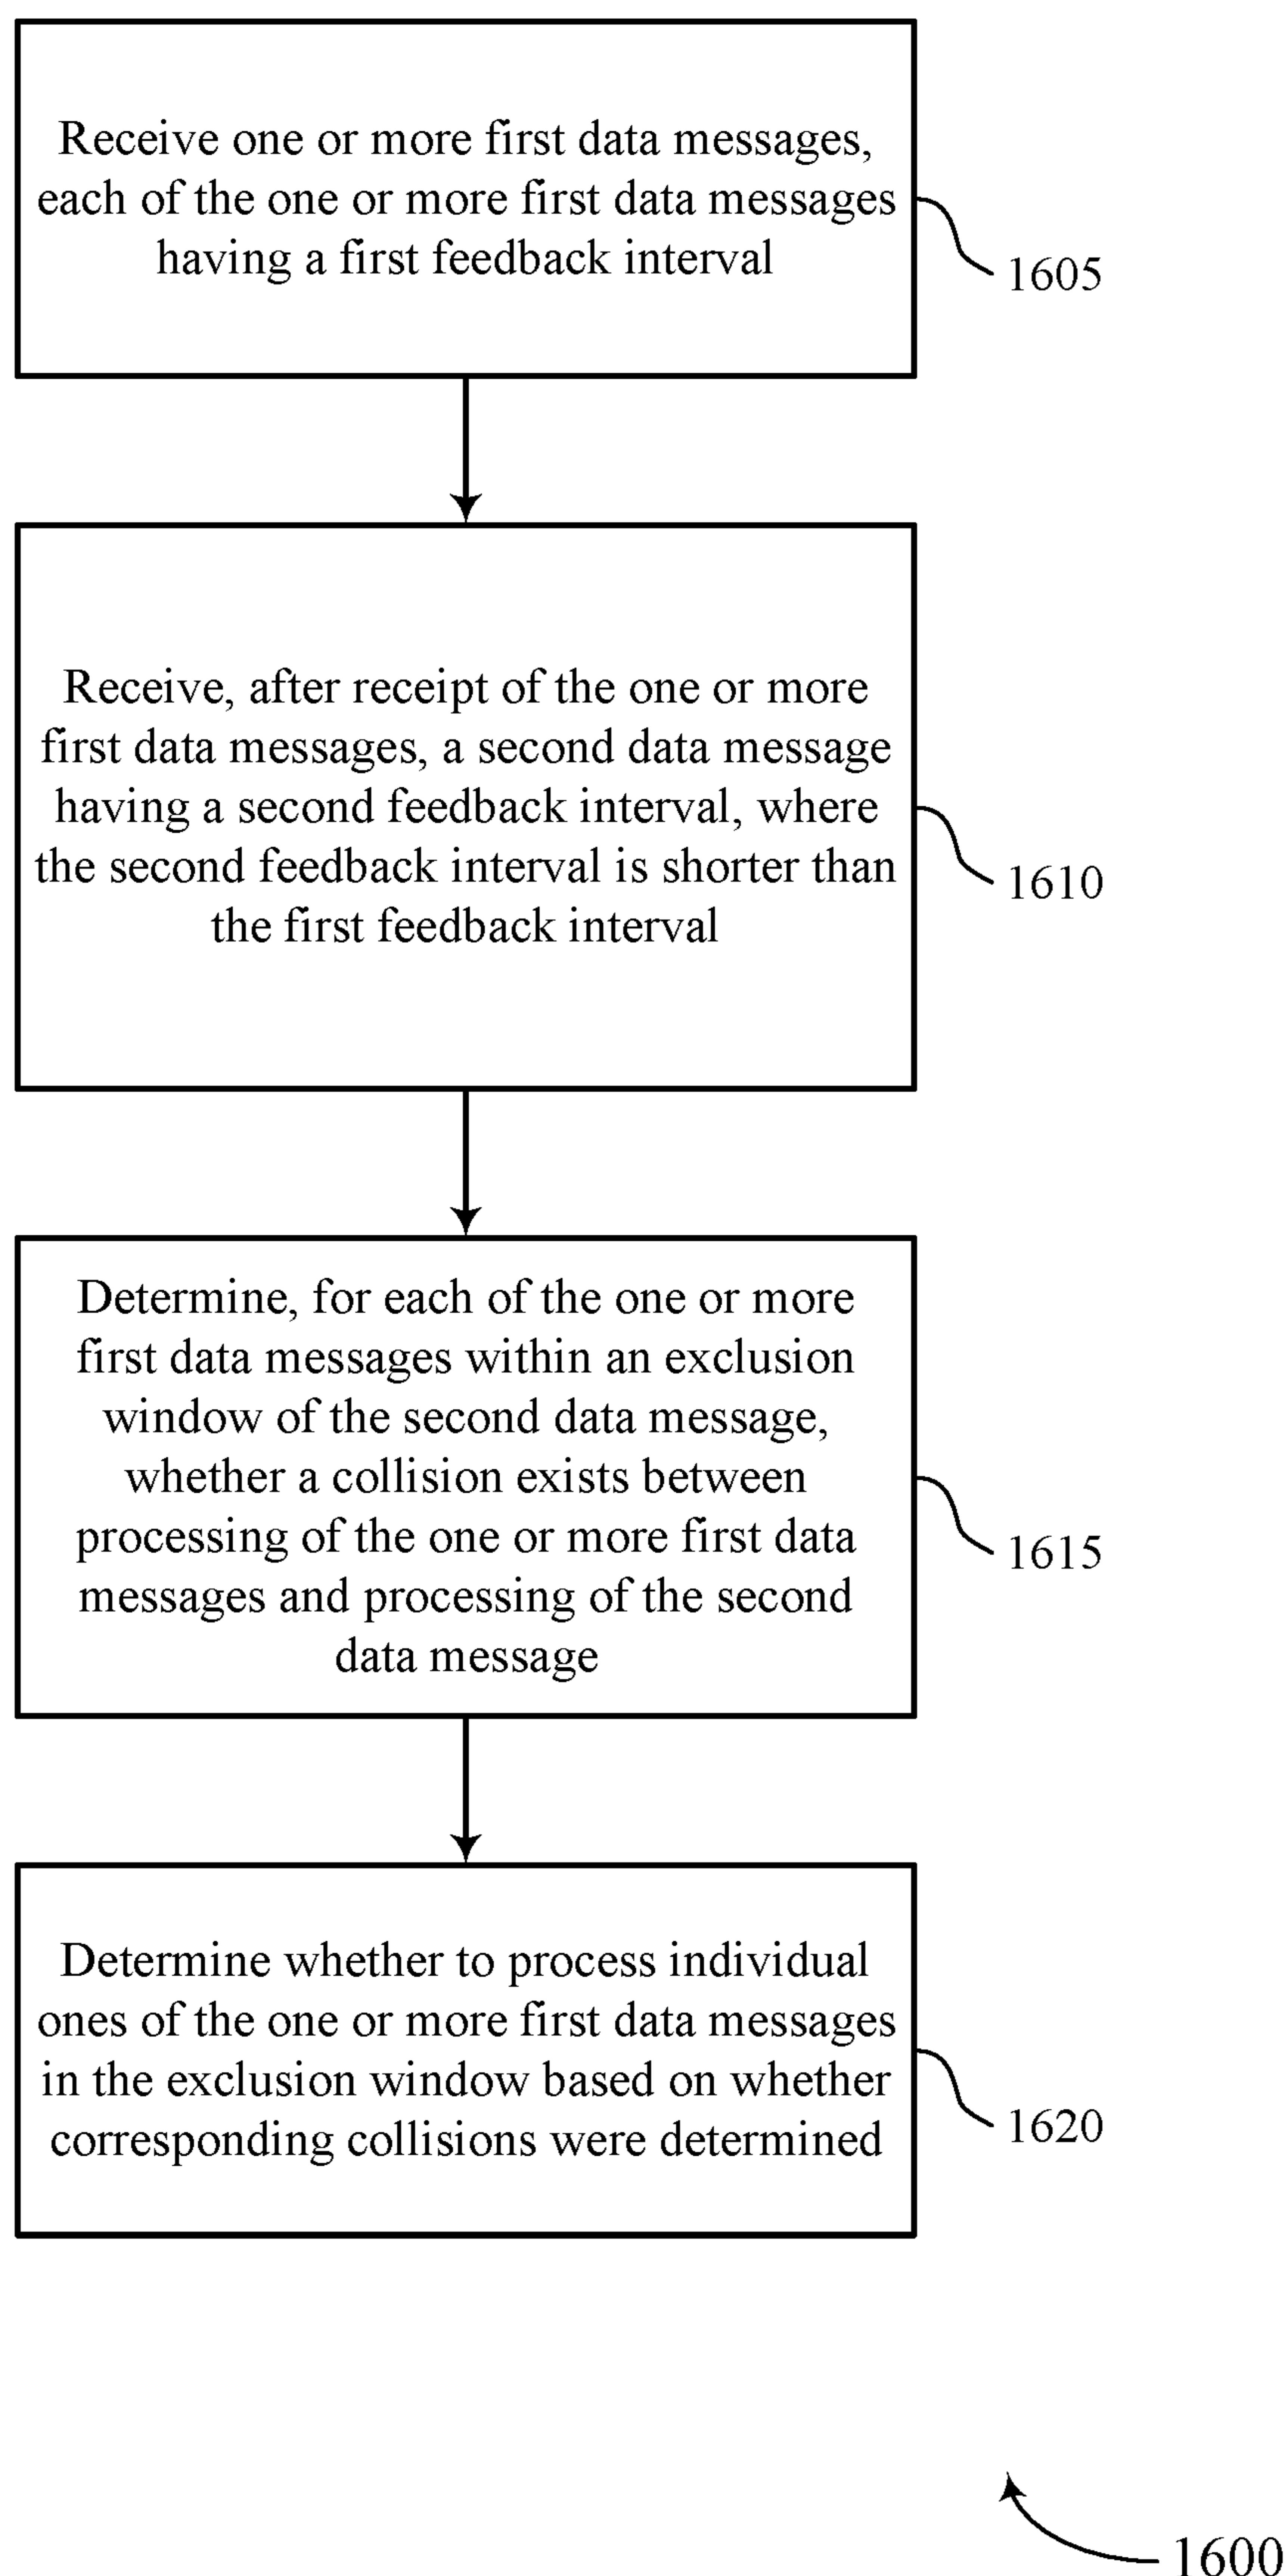 Receive one or more first data messages,
each of the one or more first data messages
having a first feedback interval
1605
Receive, after receipt of the one or more
first data messages, a second data message
having a second feedback interval, where
the second feedback interval is shorter than
the first feedback interval
1610
Determine, for each of the one or more
first data messages within an exclusion
window of the second data message,
whether a collision exists between
processing of the one or more first data
messages and processing of the second
data message
1615
Determine whether to process individual
ones of the one or more first data messages
in the exclusion window based on whether
corresponding collisions were determined
1620
1600